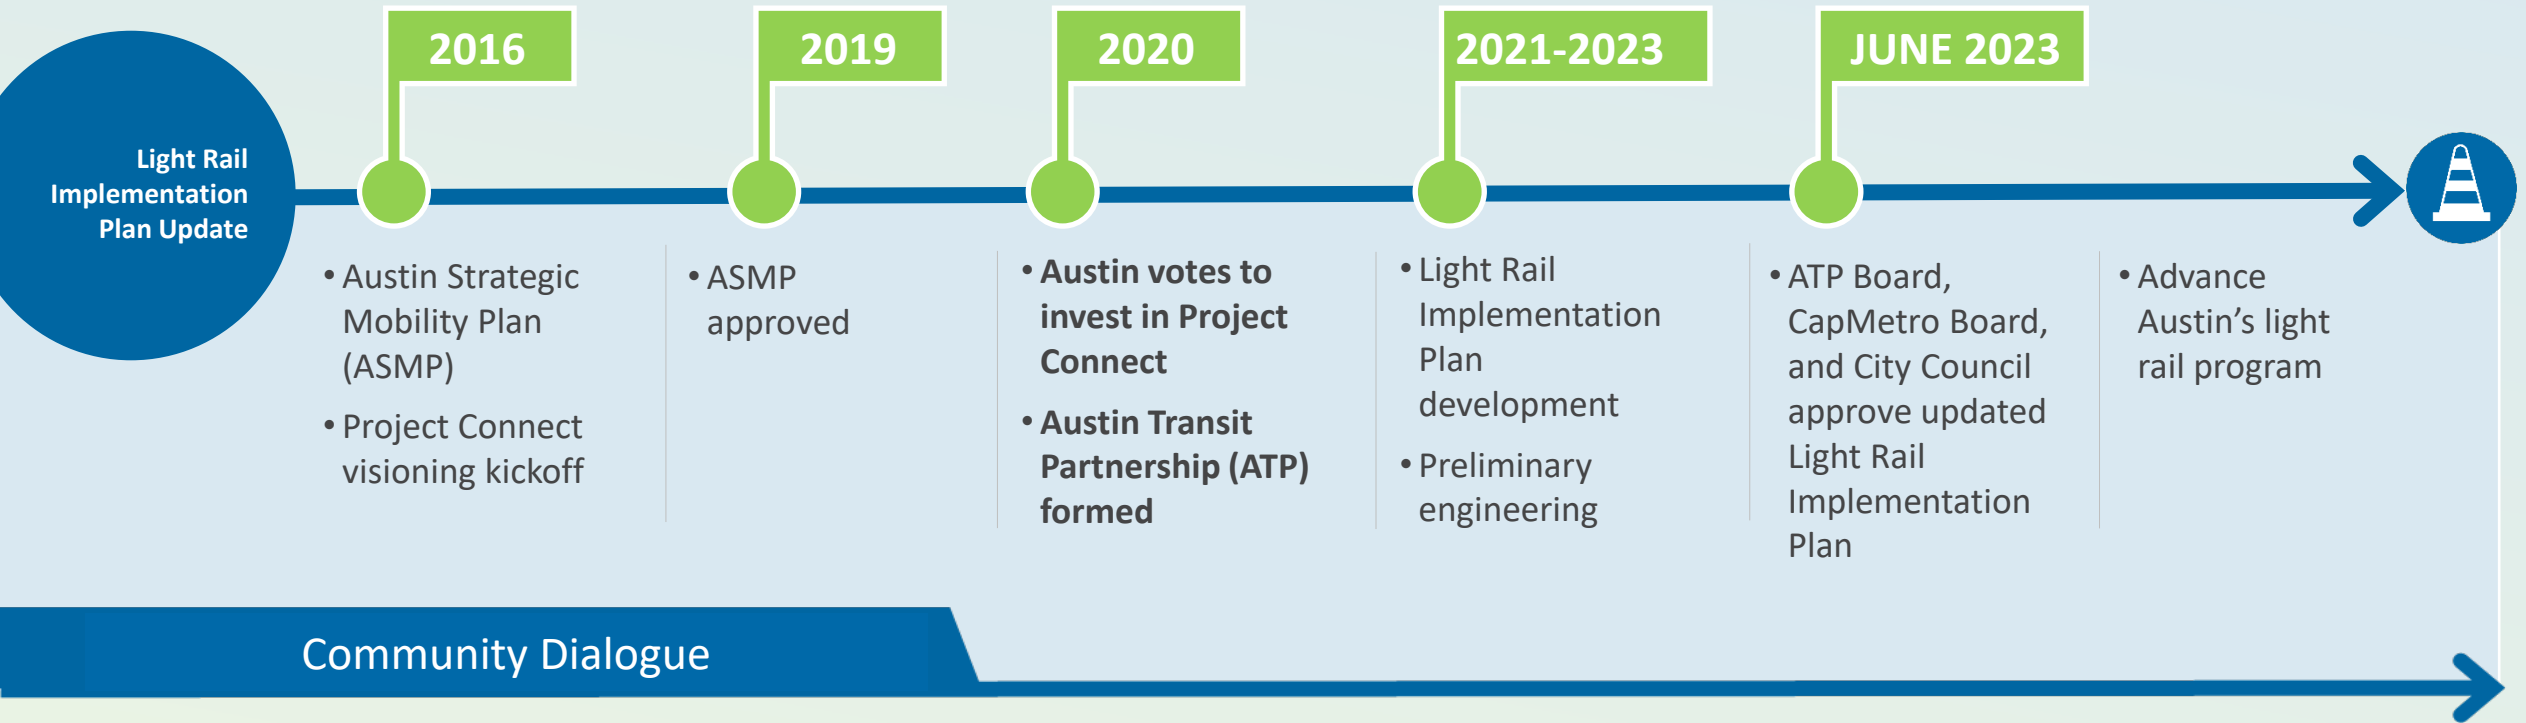 Light Rail
Implementation
Plan Update
2016
• Austin Strategic
Mobility Plan
(ASMP)
• Project Connect
visioning kickoff
2019
• ASMP
approved
2020
• Austin votes to
invest in Project
Connect
• Austin Transit
Partnership (ATP)
formed
2021-2023
• Light Rail
Implementation
Plan
development
• Preliminary
engineering
JUNE 2023
• ATP Board,
CapMetro Board,
and City Council
approve updated
Light Rail
Implementation
Plan
• Advance
Austin’s light
rail program
Community Dialogue